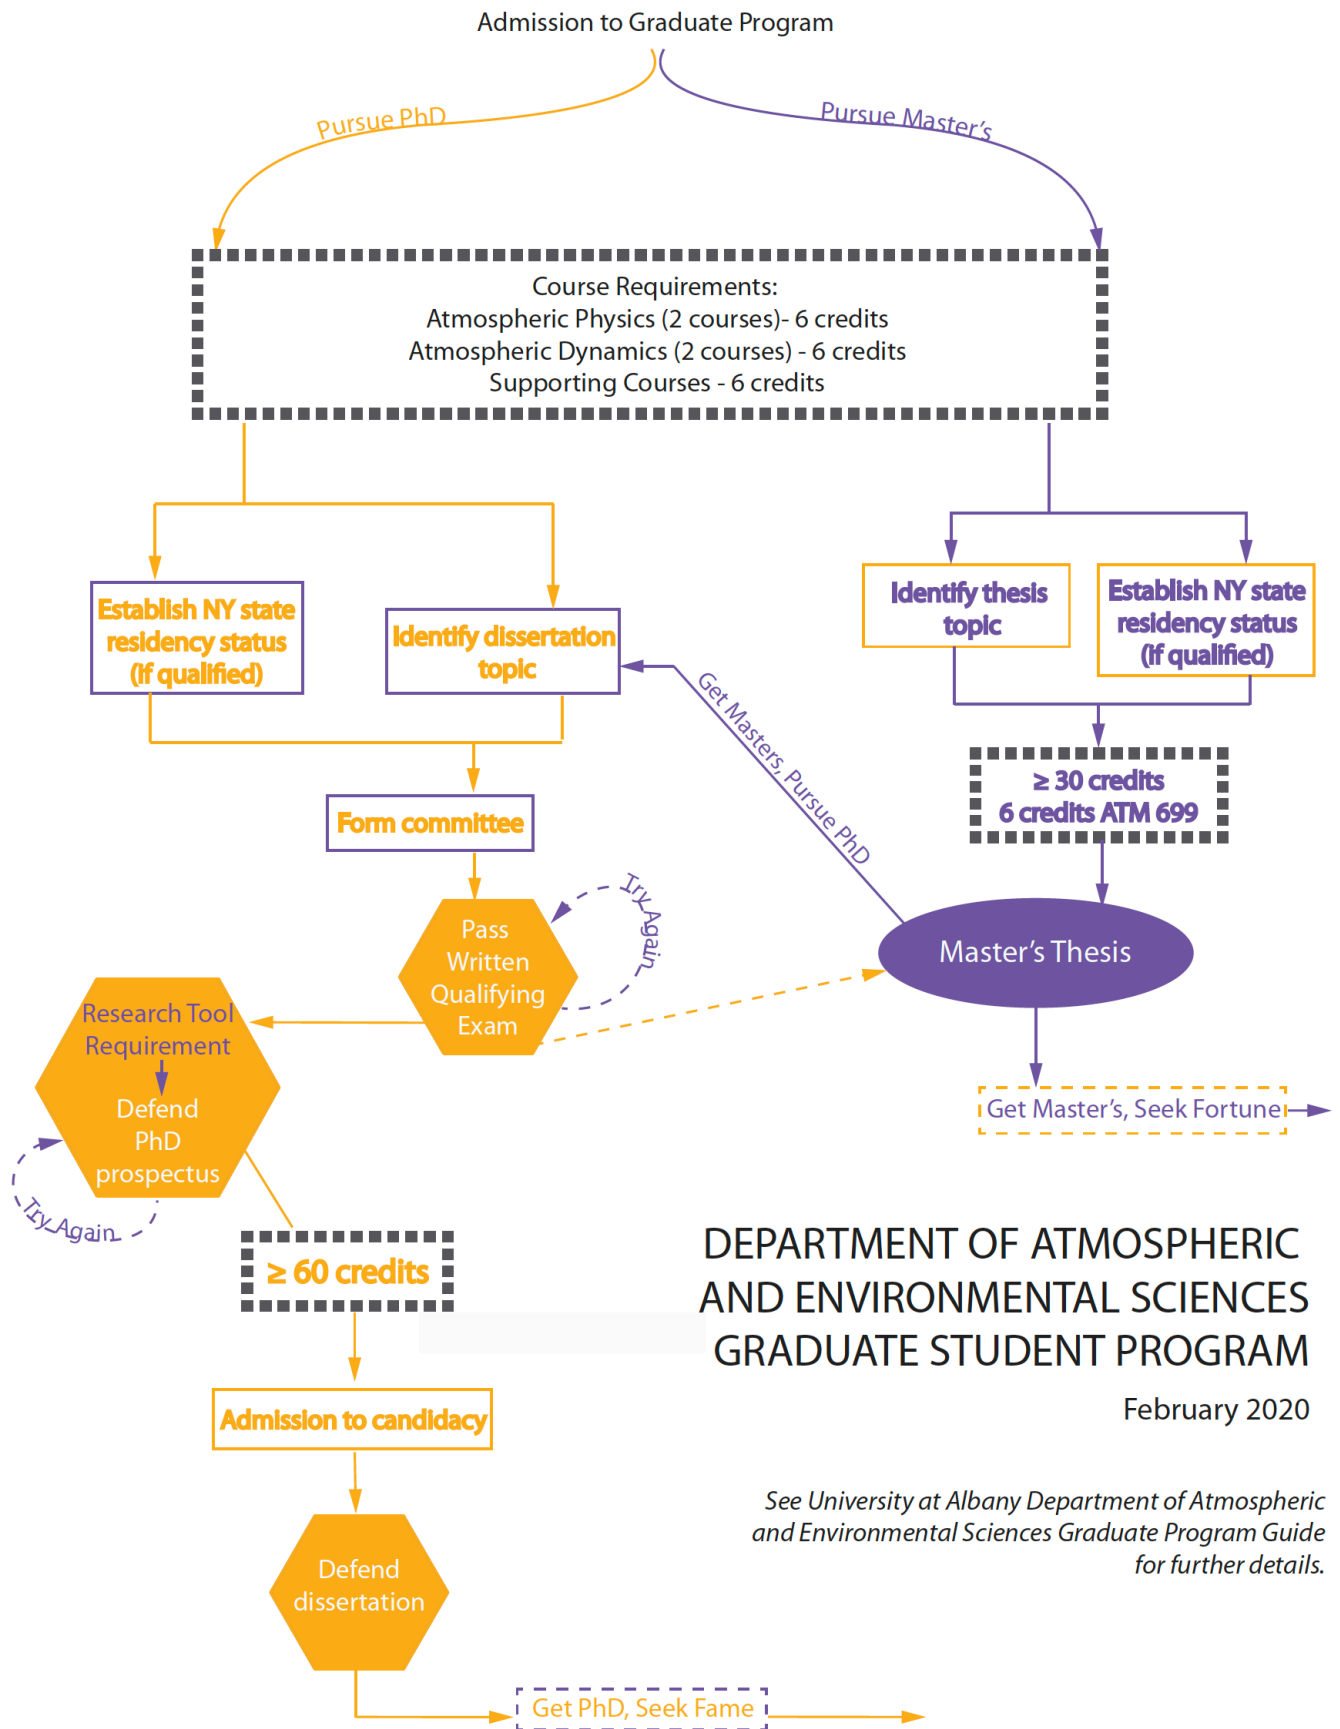 Admission to Graduate Program
Pursue PhD
Pursue Master's
Course Requirements:
Atmospheric Physics (2 courses)- 6 credits
Atmospheric Dynamics (2 courses) - 6 credits
Supporting Courses - 6 credits
Establish NY state
residency status
(if qualified)
Identify dissertation
topic
Identify thesis
topic
Establish NY state
residency status
(if qualified)
Get Masters, Pursue PhD
≥ 30 credits
6 credits ATM 699
Form committee
Try Again
Pass
Written
Qualifying
Exam
Master's Thesis
Research Tool
Requirement
Defend
PhD
prospectus
Try Again
Get Master's, Seek Fortune
≥ 60 credits
DEPARTMENT OF ATMOSPHERIC
AND ENVIRONMENTAL SCIENCES
GRADUATE STUDENT PROGRAM
February 2020
Admission to candidacy
See University at Albany Department of Atmospheric
and Environmental Sciences Graduate Program Guide
for further details.
Defend
dissertation
Get PhD, Seek Fame